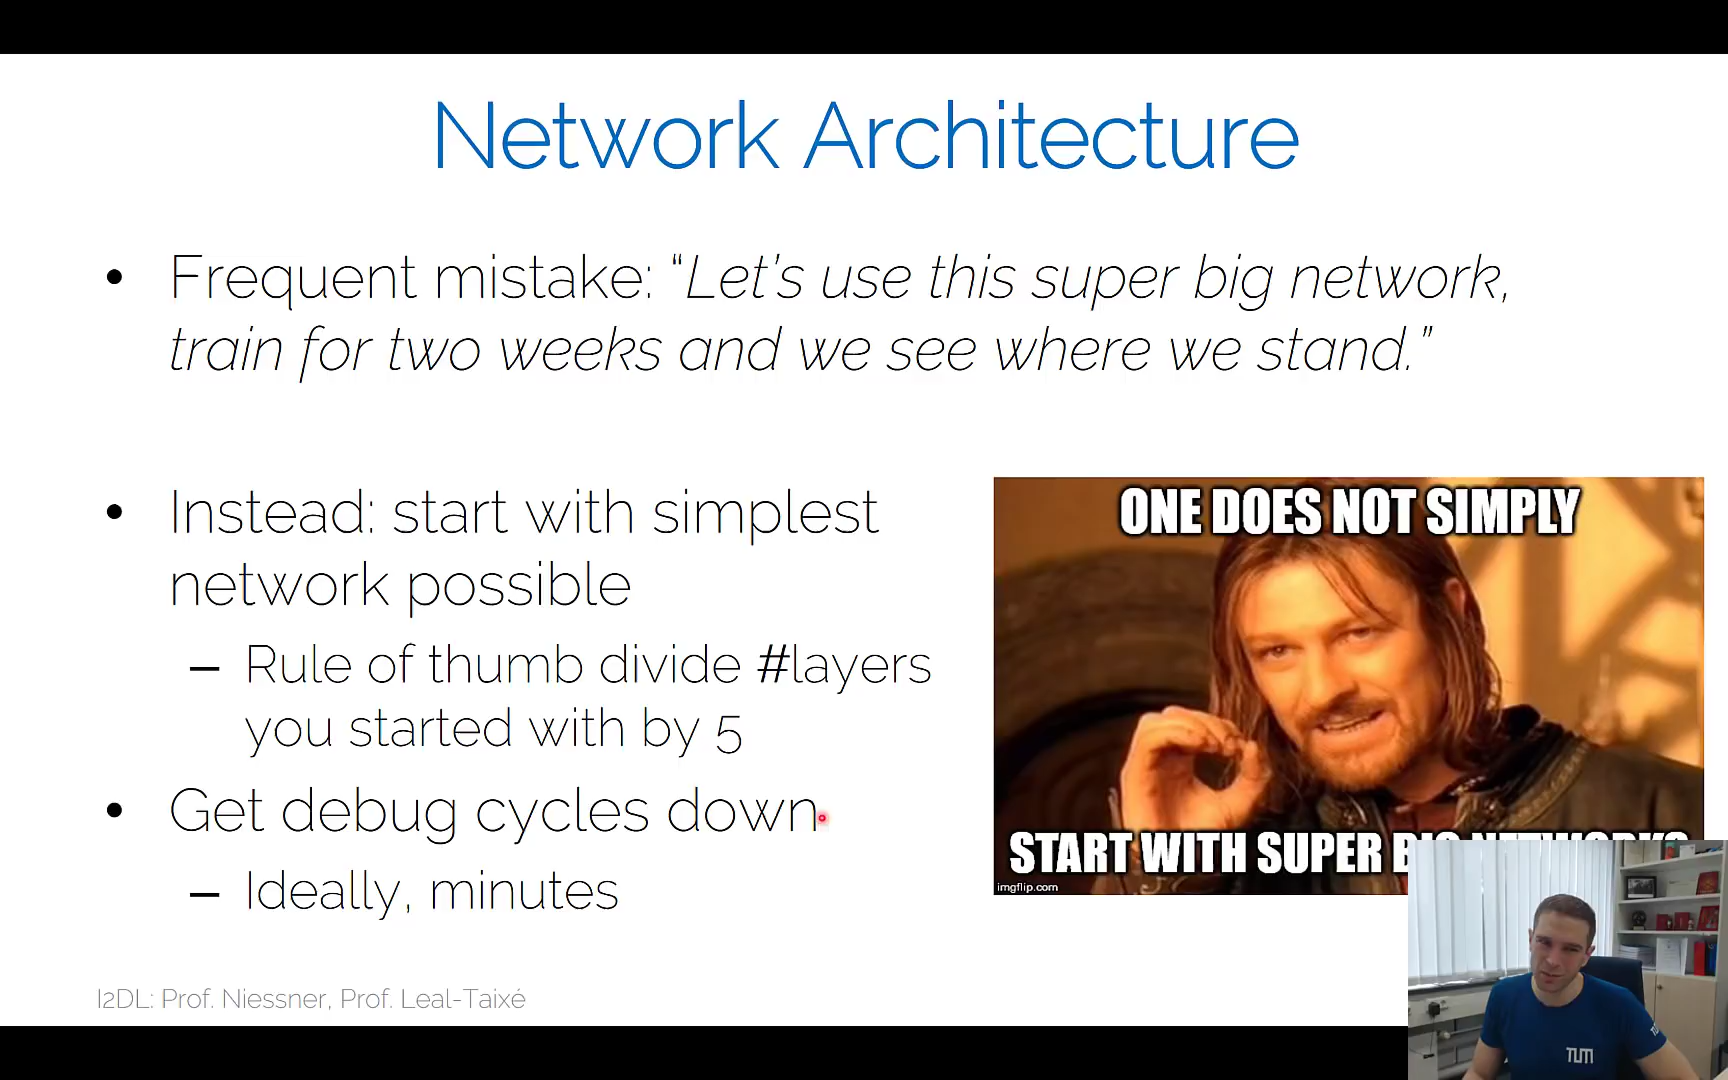 Network Architecture
• Frequent mistake: “Let’s use this super big network,
train for two weeks and we see where we stand.”
• Instead: start with simplest
network possible
– Rule of thumb divide #layers
you started with by 5
• Get debug cycles down
– Ideally, minutes
ONE DOES NOT SIMPLY
START WITH SUPER
imgflip.com
I2DL: Prof. Niessner, Prof. Leal-Taixé
TUM